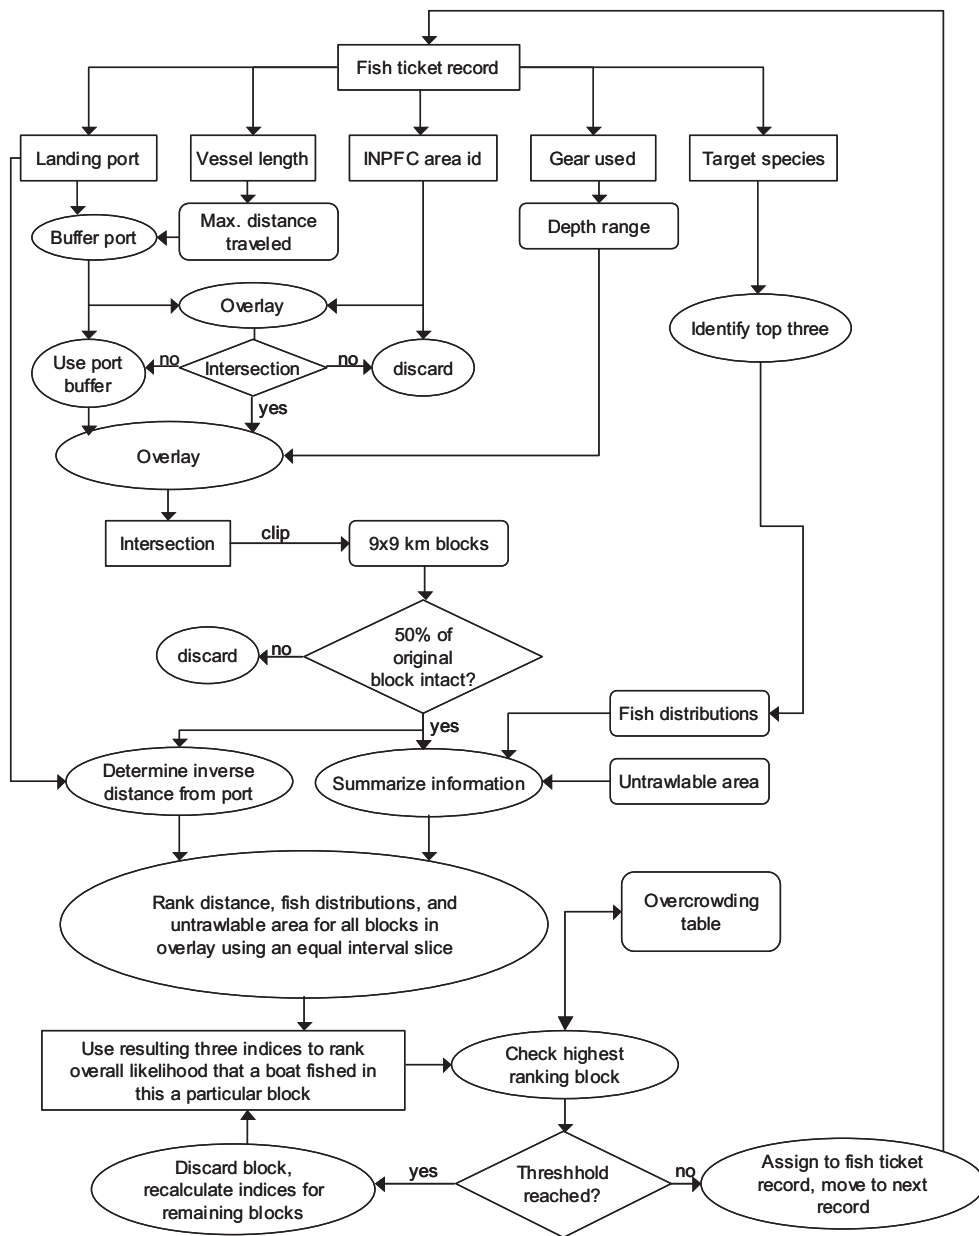 Fish ticket record
Landing port
Vessel length
INPFC area id
Gear used
Target species
Buffer port
Max. distance
traveled
Depth range
Overlay
Identify top three
Use port
buffer
no
Intersection
no
discard
yes
Overlay
Intersection
clip
9x9 km blocks
discard
no
50% of
original
block intact?
yes
Fish distributions
Determine inverse
distance from port
Summarize information
Untrawlable area
Rank distance, fish distributions, and
untrawlable area for all blocks in
overlay using an equal interval slice
Overcrowding
table
Use resulting three indices to rank
overall likelihood that a boat fished in
this a particular block
Check highest
ranking block
Discard block,
recalculate indices for
remaining blocks
yes
Threshhold
reached?
no
Assign to fish ticket
record, move to next
record